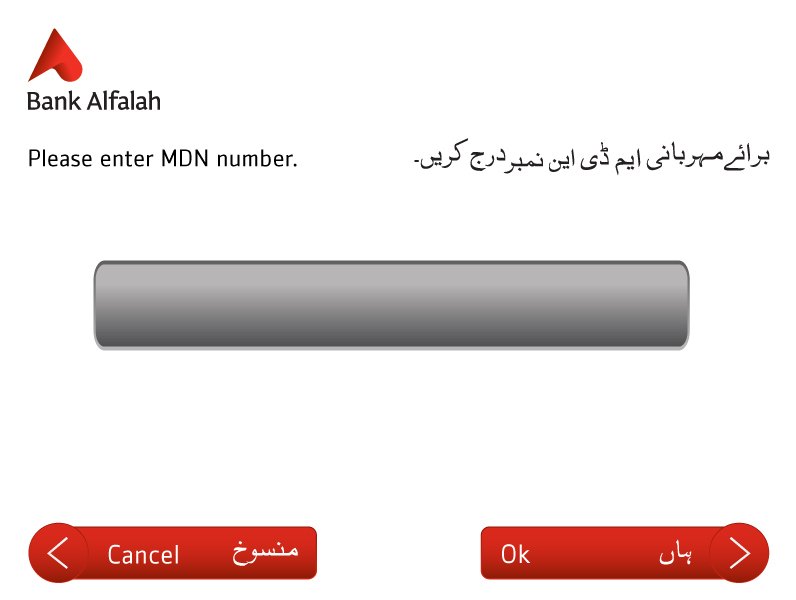 Bank Alfalah
Please enter MDN number.
برائے مہربانی ایم ڈی این نمبر درج کریں۔
Cancel منسوخ
Ok ہاں